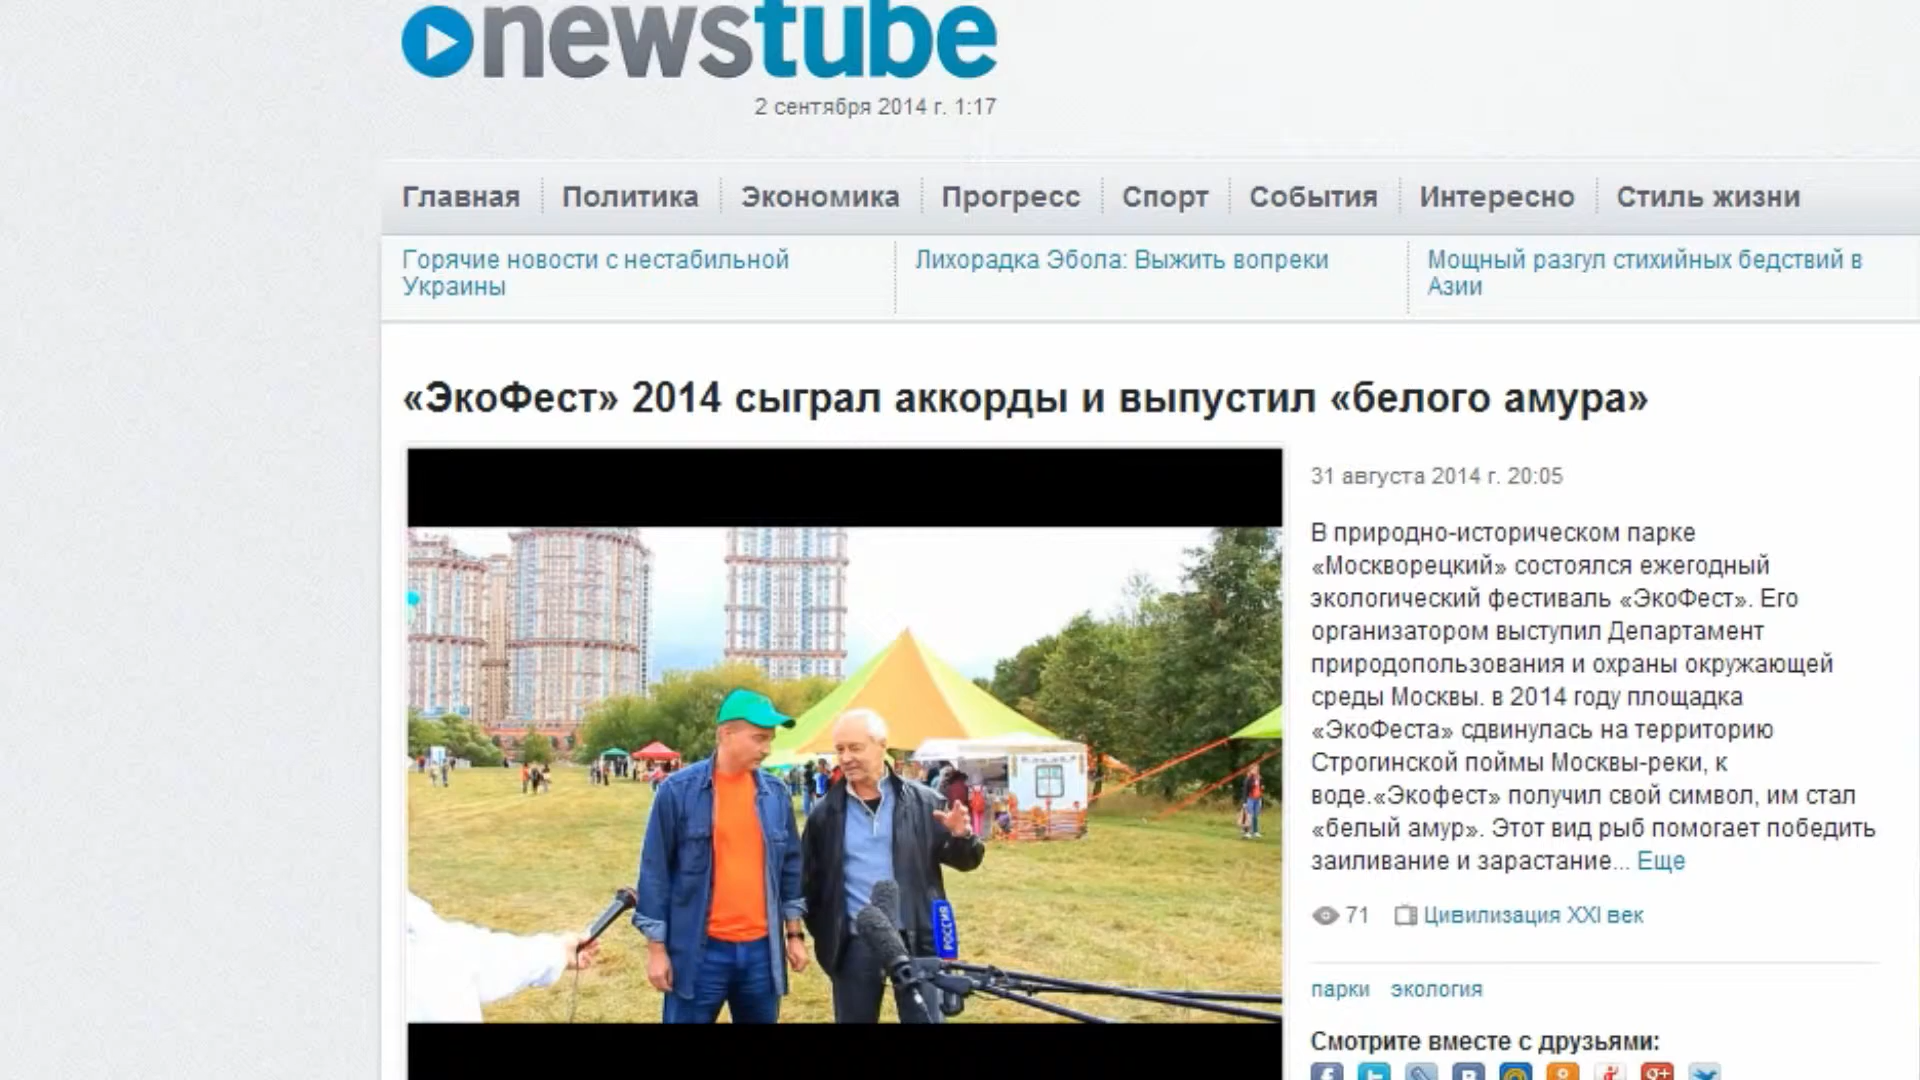 newstube
2 сентября 2014 г. 1:17
Главная Политика Экономика Прогресс Спорт События Интересно Стиль жизни
Горячие новости с нестабильной
Украины
Лихорадка Эбола: Выжить вопреки
Мощный разгул стихийных бедствий в
Азии
«ЭкоФест» 2014 сыграл аккорды и выпустил «белого амура»
31 августа 2014 г. 20:05
В природно-историческом парке
«Москворецкий» состоялся ежегодный
экологический фестиваль «ЭкоФест». Его
организатором выступил Департамент
природопользования и охраны окружающей
среды Москвы. в 2014 году площадка
«ЭкоФеста» сдвинулась на территорию
Строгинской поймы Москвы-реки, к
воде.«Экофест» получил свой символ, им стал
«белый амур». Этот вид рыб помогает победить
заиливание и зарастание... Еще
РОССИЯ
71 Цивилизация XXI век
парки экология
Смотрите вместе с друзьями: